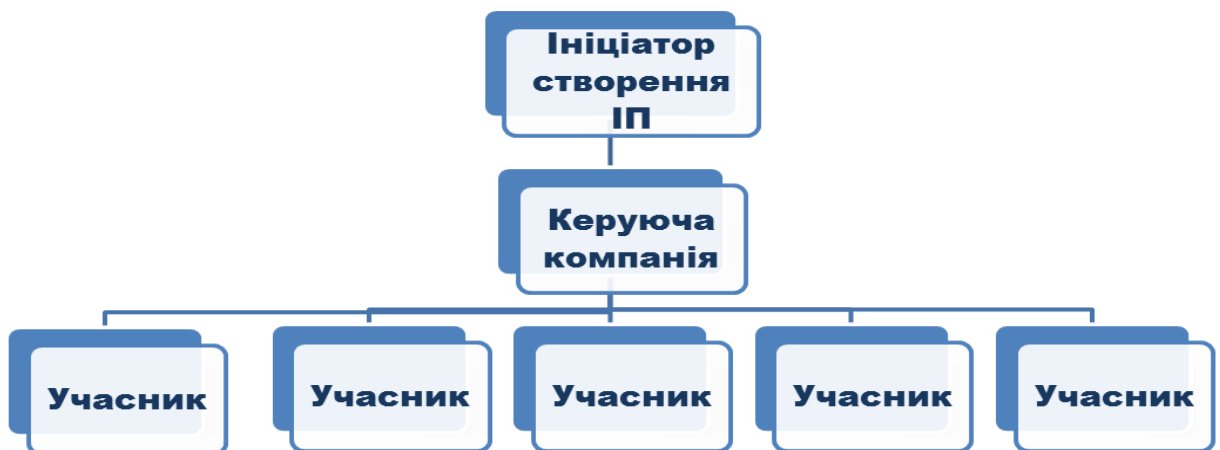 Ініціатор
створення
ІП
Керуюча
компанія
Учасник
Учасник
Учасник
Учасник
Учасник